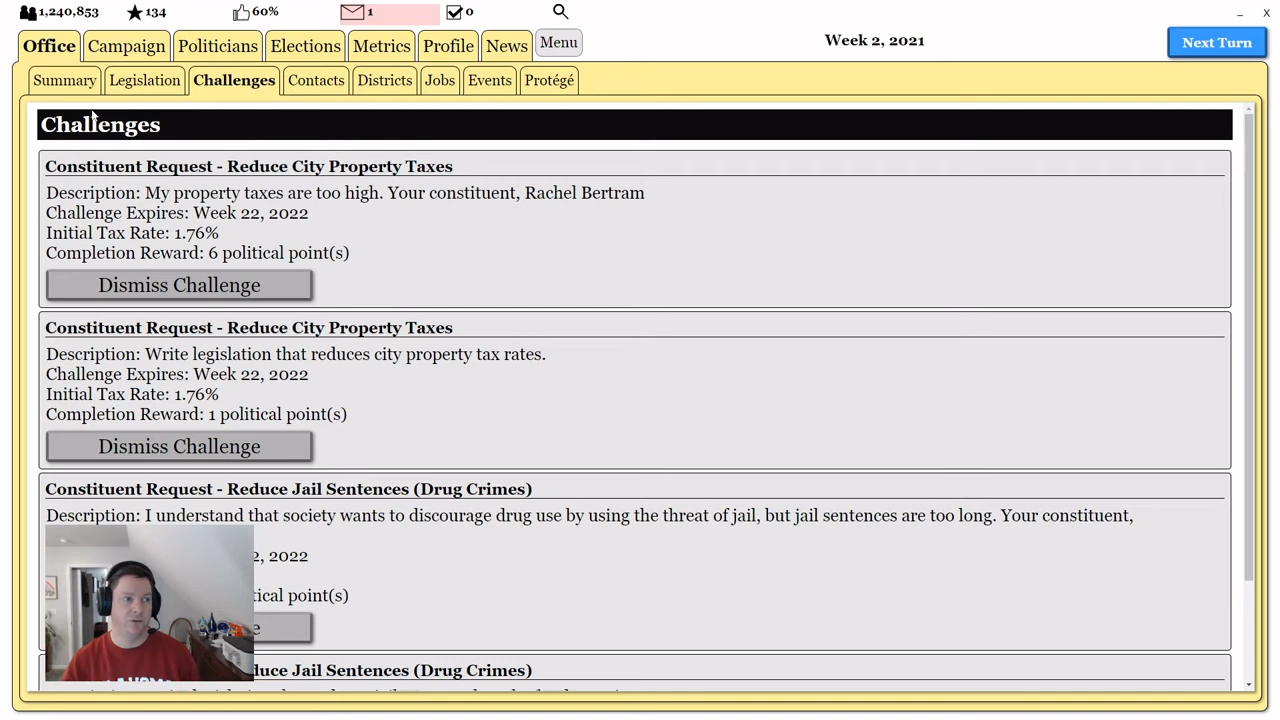 1,240,853 134 60% 1 0
Office Campaign Politicians Elections Metrics Profile News Menu Week 2, 2021 Next Turn
Summary Legislation Challenges Contacts Districts Jobs Events Protégé
Challenges
Constituent Request - Reduce City Property Taxes
Description: My property taxes are too high. Your constituent, Rachel Bertram
Challenge Expires: Week 22, 2022
Initial Tax Rate: 1.76%
Completion Reward: 6 political point(s)
Dismiss Challenge
Constituent Request - Reduce City Property Taxes
Description: Write legislation that reduces city property tax rates.
Challenge Expires: Week 22, 2022
Initial Tax Rate: 1.76%
Completion Reward: 1 political point(s)
Dismiss Challenge
Constituent Request - Reduce Jail Sentences (Drug Crimes)
Description: I understand that society wants to discourage drug use by using the threat of jail, but jail sentences are too long. Your constituent,
2, 2022
tical point(s)
e
duce Jail Sentences (Drug Crimes)